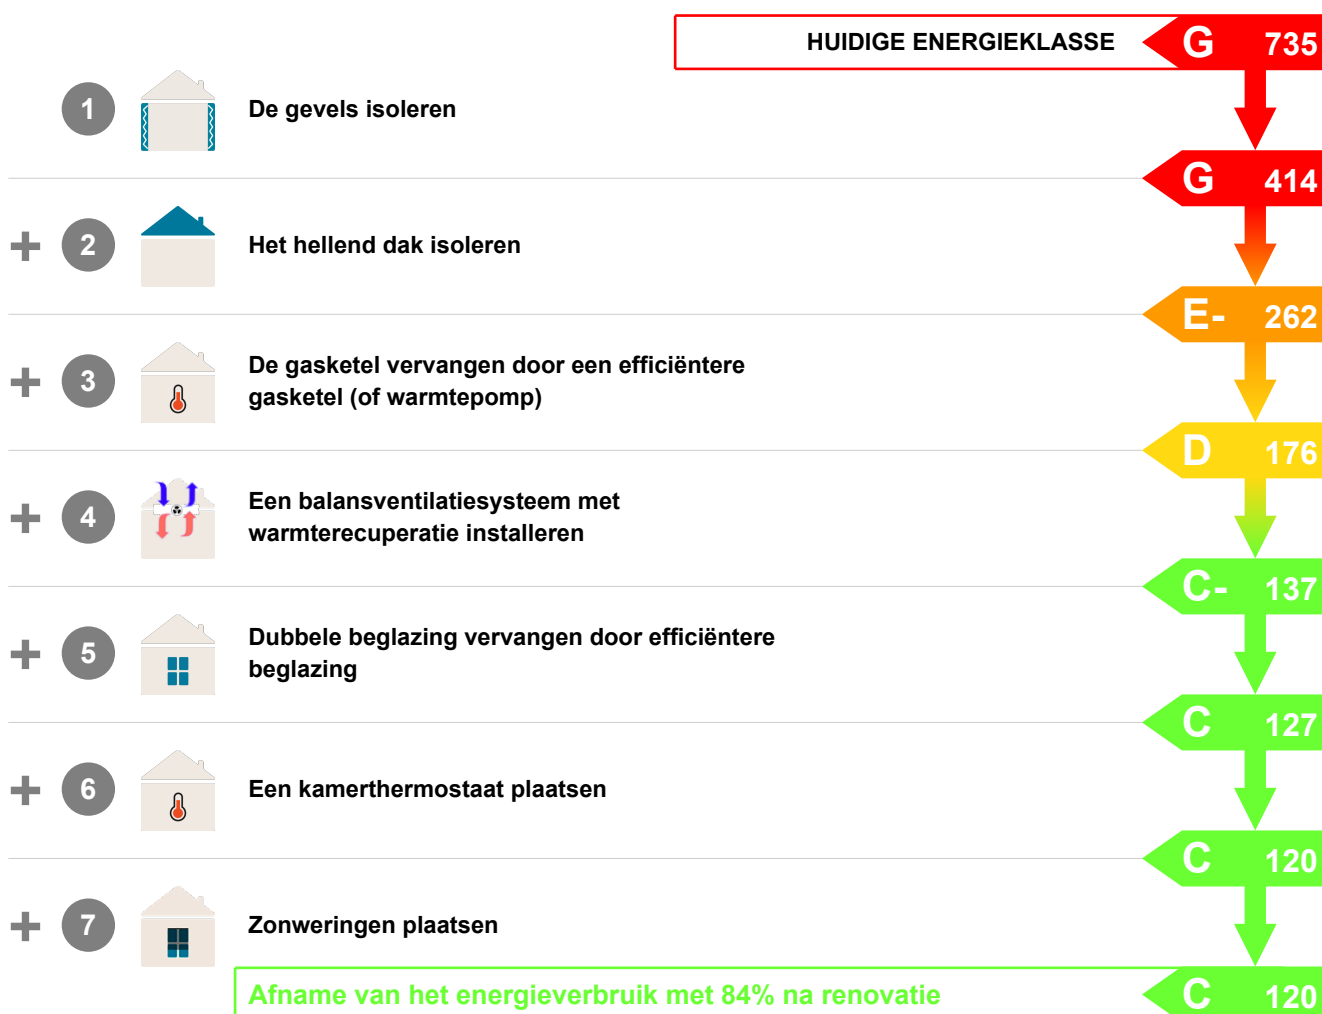 HUIDIGE ENERGIEKLASSE G 735
1 De gevels isoleren
G 414
+ 2 Het hellend dak isoleren
E- 262
+ 3 De gasketel vervangen door een efficiëntere
gasketel (of warmtepomp)
D 176
+ 4 Een balansventilatiesysteem met
warmterecuperatie installeren
C- 137
+ 5 Dubbele beglazing vervangen door efficiëntere
beglazing
C 127
+ 6 Een kamerthermostaat plaatsen
C 120
+ 7 Zonweringen plaatsen
Afname van het energieverbruik met 84% na renovatie C 120